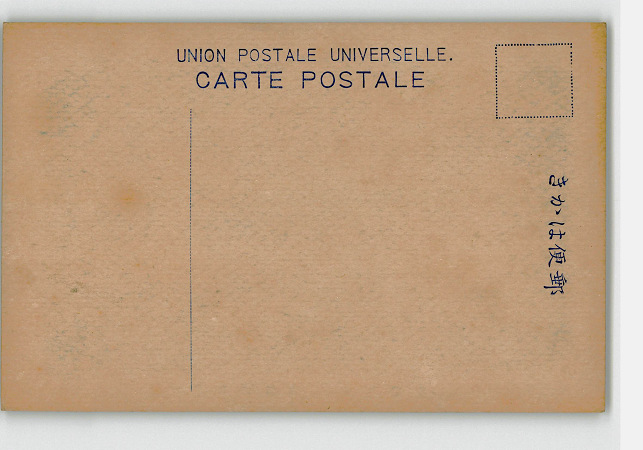 UNION POSTALE UNIVERSELLE.
CARTE POSTALE
郵便はかき